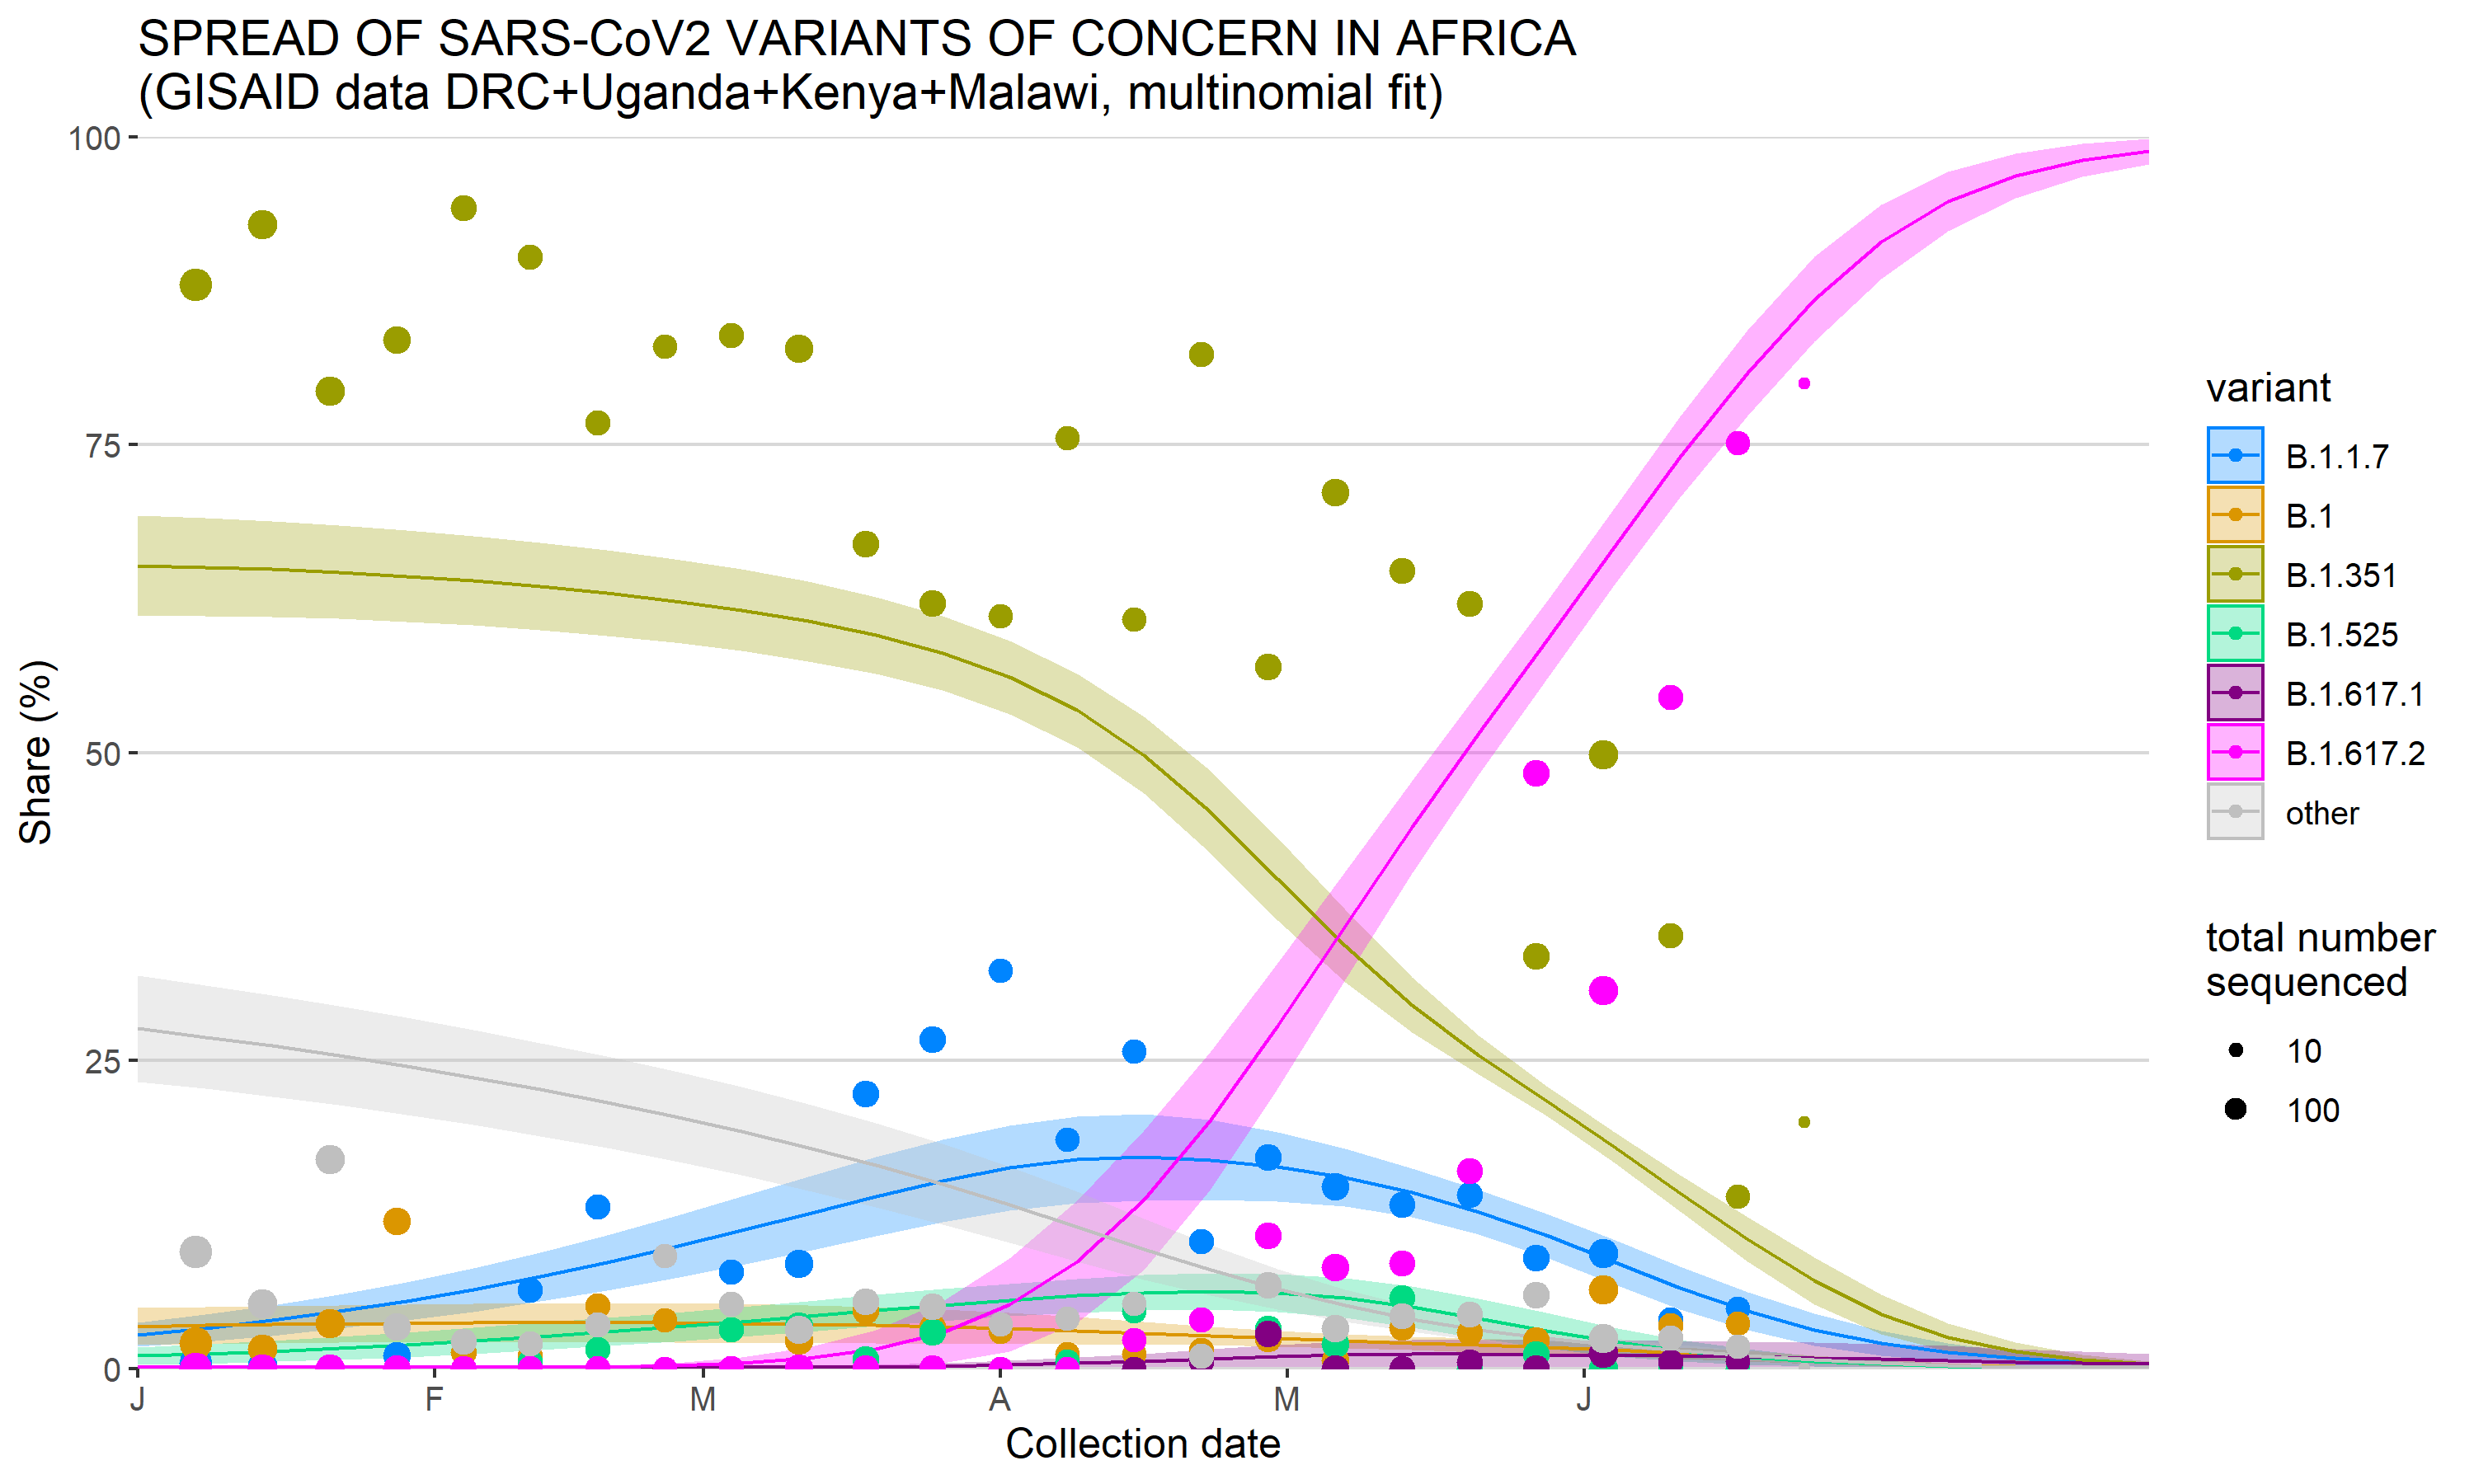 SPREAD OF SARS-CoV2 VARIANTS OF CONCERN IN AFRICA
(GISAID data DRC+Uganda+Kenya+Malawi, multinomial fit)
Share (%)
100
75
50
25
0
J F M A M J
Collection date
variant
B.1.1.7
B.1
B.1.351
B.1.525
B.1.617.1
B.1.617.2
other
total number
sequenced
10
100